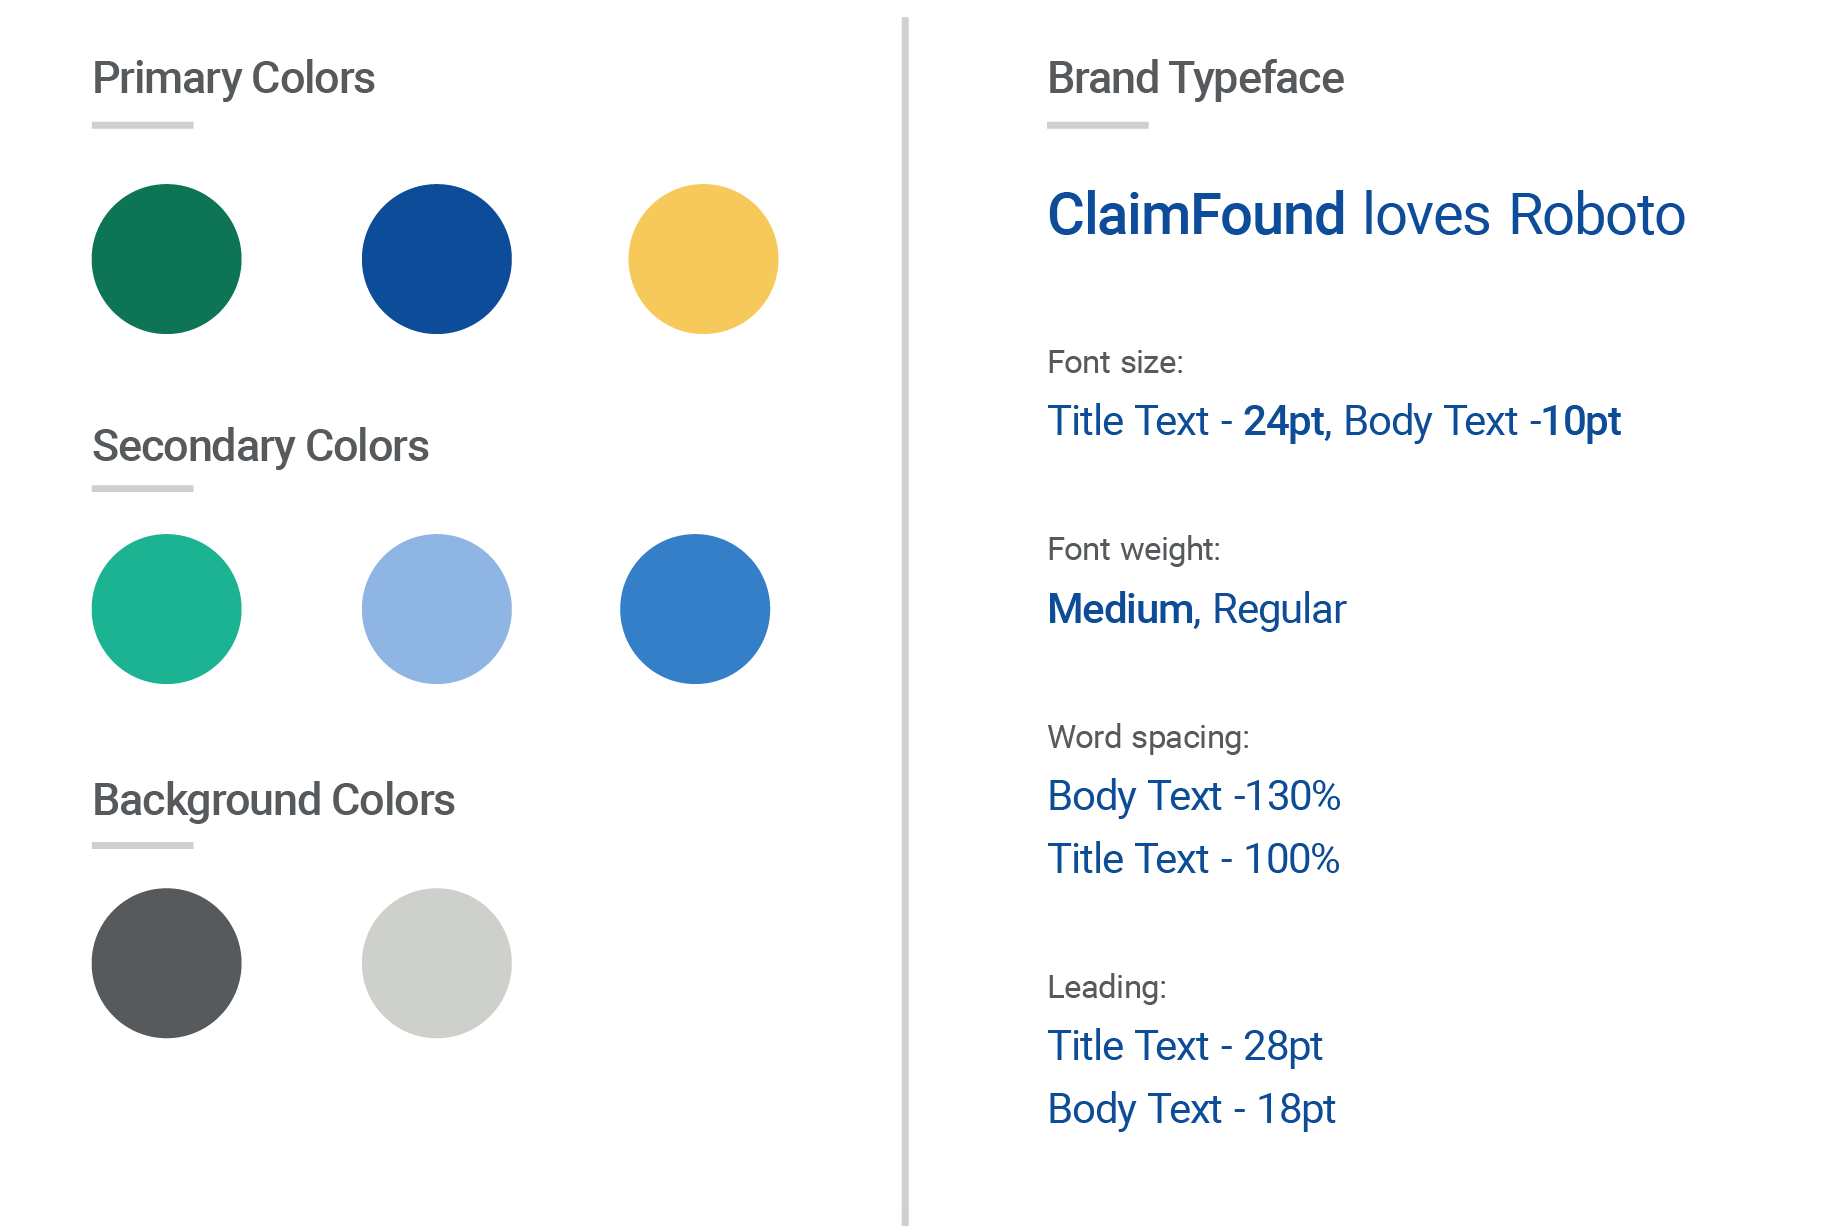 Primary Colors
Secondary Colors
Background Colors
Brand Typeface
ClaimFound loves Roboto
Font size:
Title Text - 24pt, Body Text -10pt
Font weight:
Medium, Regular
Word spacing:
Body Text -130%
Title Text - 100%
Leading:
Title Text - 28pt
Body Text - 18pt